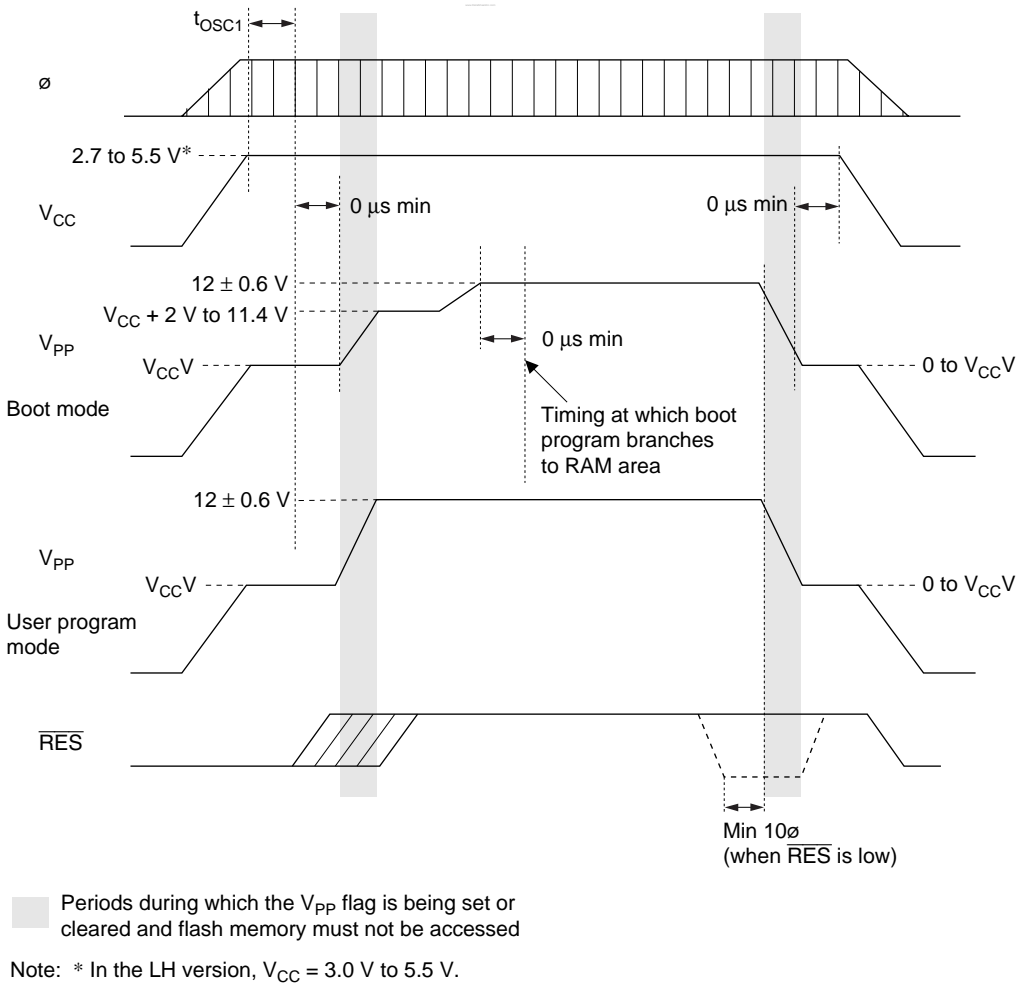 tOSC1
ø
2.7 to 5.5 V*
VCC
0 μs min
0 μs min
12 ± 0.6 V
VCC + 2 V to 11.4 V
VPP
VCCV
0 μs min
0 to VCCV
Boot mode
Timing at which boot
program branches
to RAM area
12 ± 0.6 V
VPP
VCCV
0 to VCCV
User program
mode
RES
Min 10ø
(when RES is low)
Periods during which the VPP flag is being set or
cleared and flash memory must not be accessed
Note: * In the LH version, VCC = 3.0 V to 5.5 V.